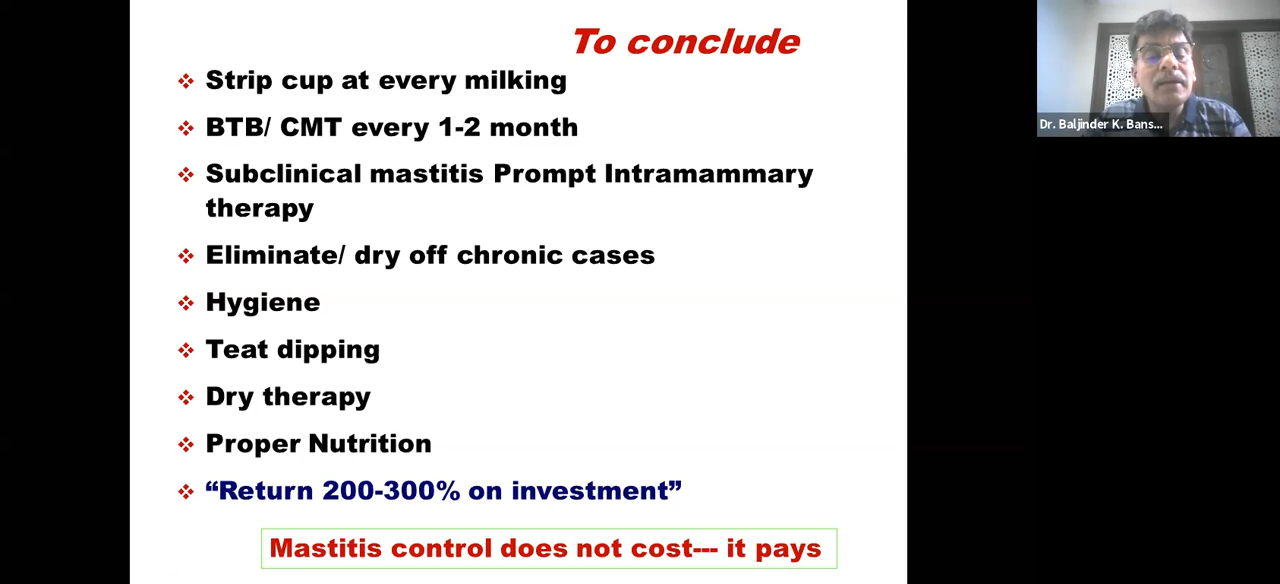 To conclude
Strip cup at every milking
BTB/ CMT every 1-2 month
Subclinical mastitis Prompt Intramammary
therapy
Eliminate/ dry off chronic cases
Hygiene
Teat dipping
Dry therapy
Proper Nutrition
“Return 200-300% on investment”
Mastitis control does not cost--- it pays
Dr. Baljinder K. Bans...